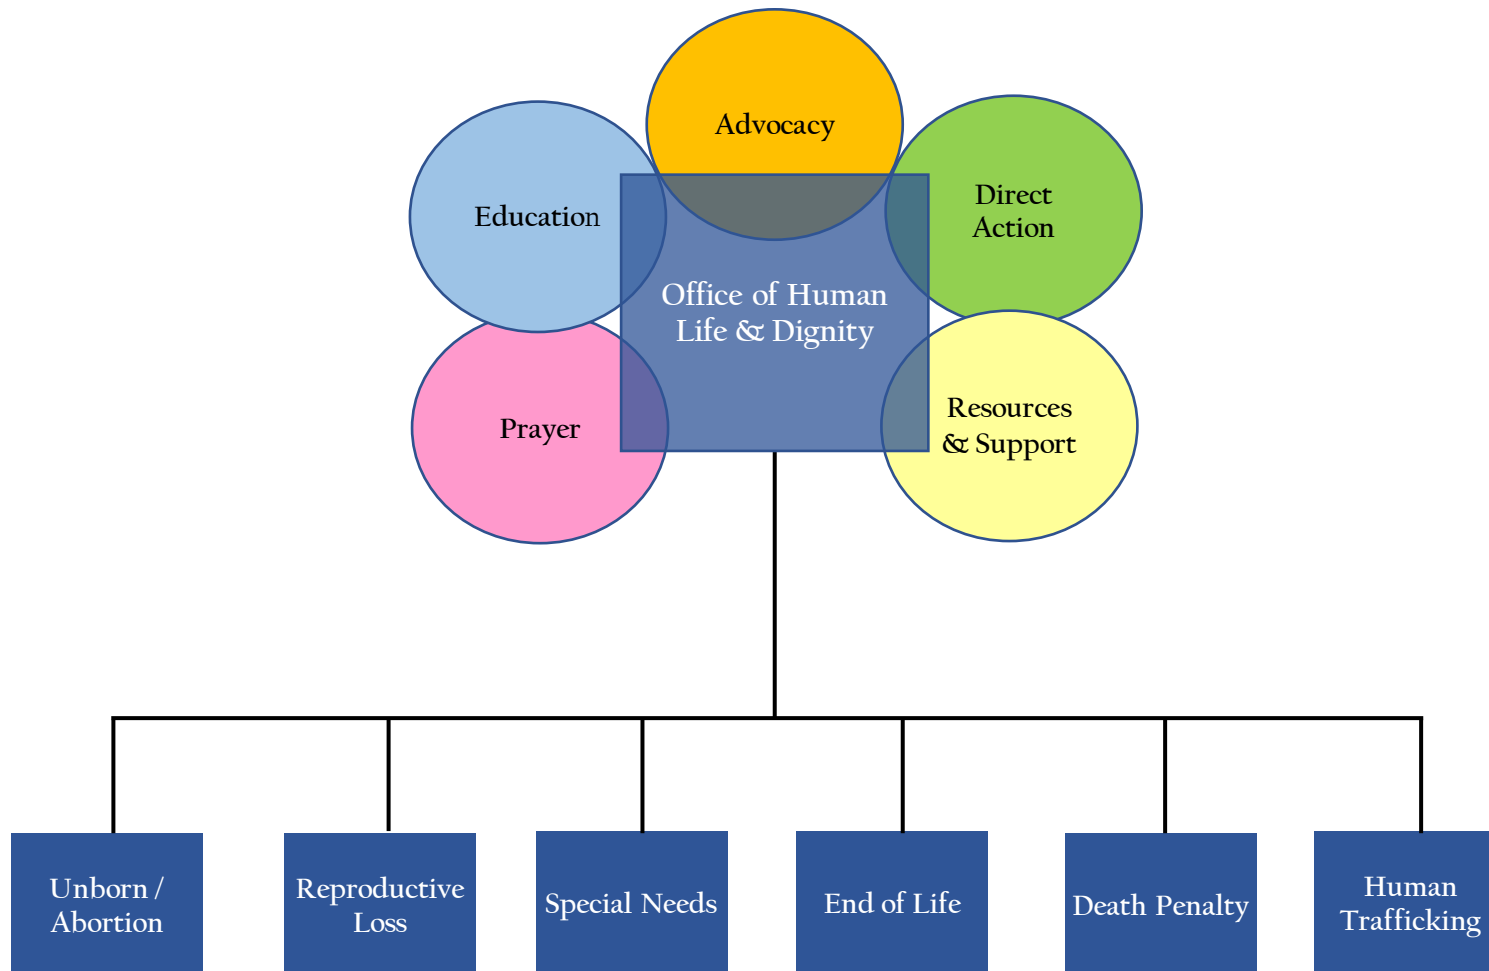 Advocacy
Education
Direct
Action
Office of Human
Life & Dignity
Prayer
Resources
& Support
Unborn /
Abortion
Reproductive
Loss
Special Needs
End of Life
Death Penalty
Human
Trafficking